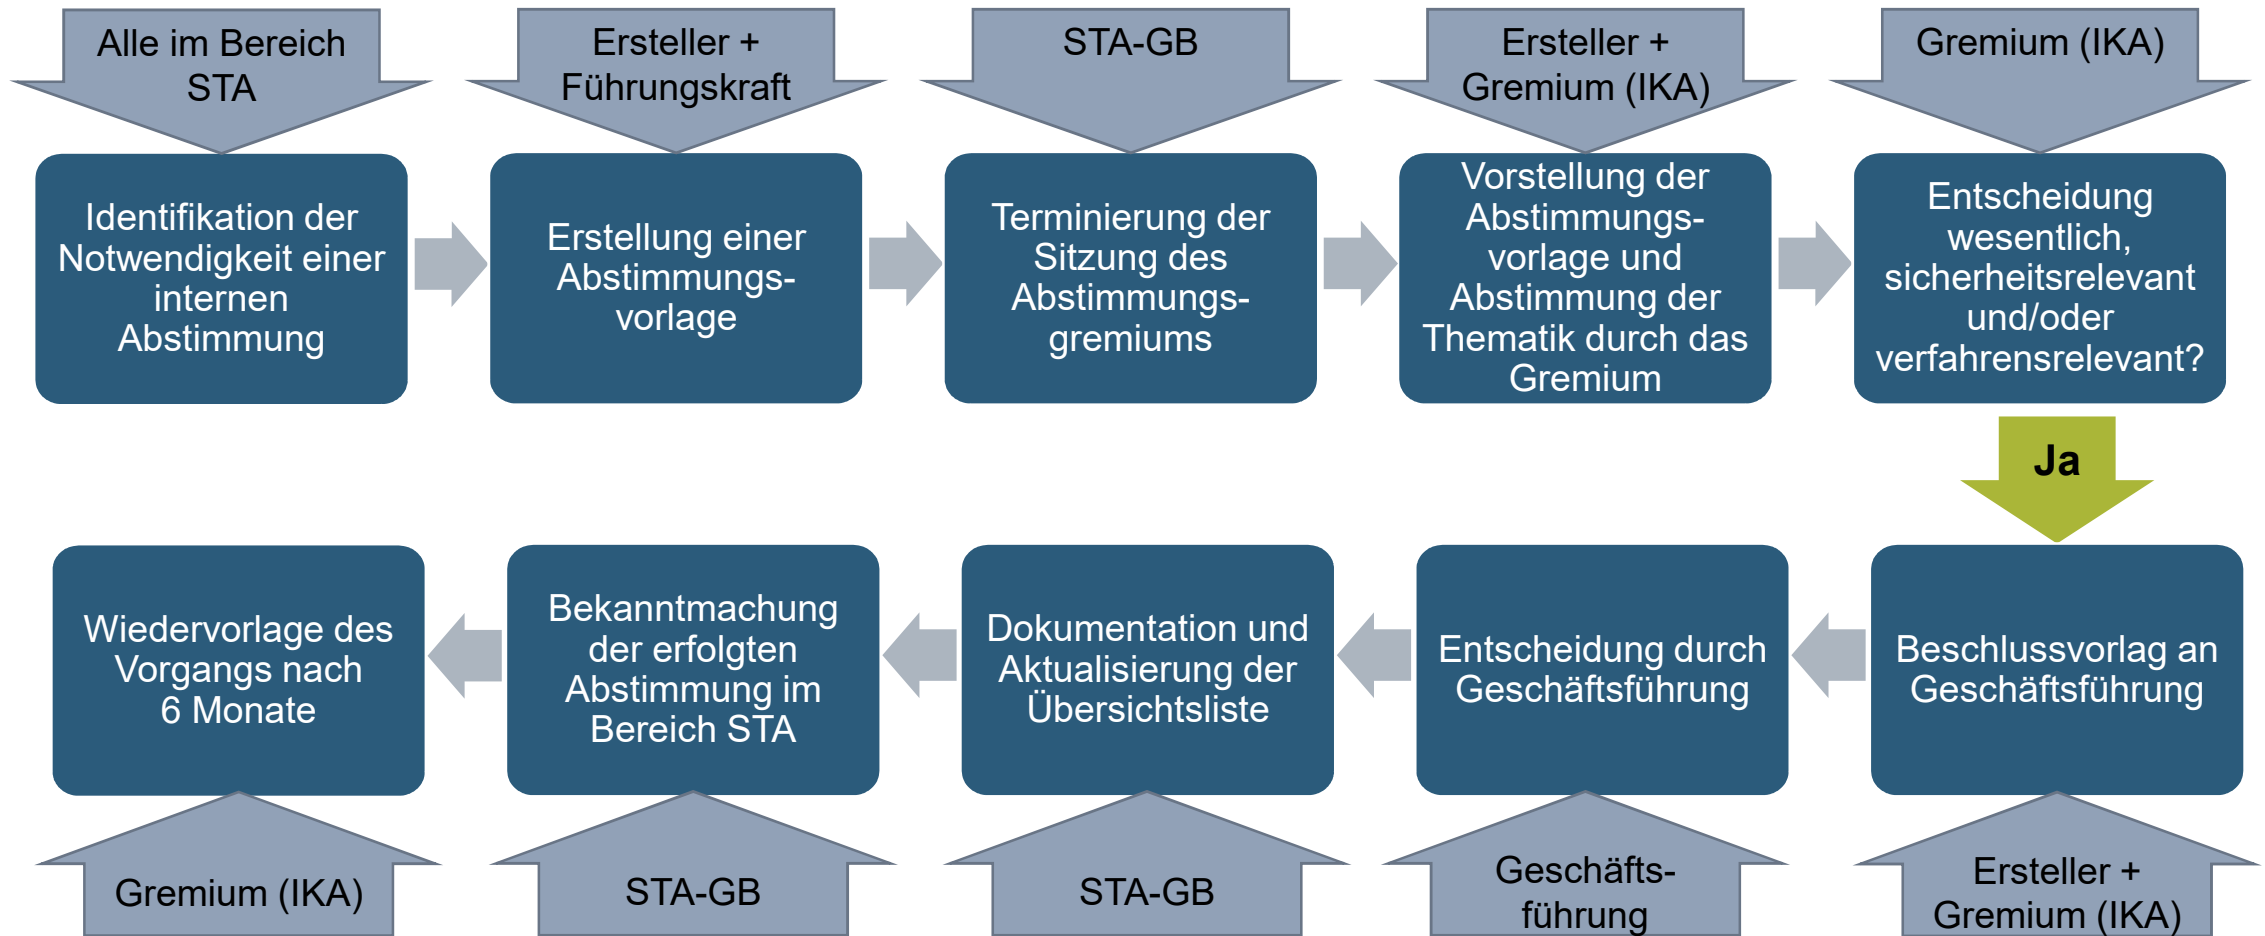 Alle im Bereich
STA
Ersteller +
Führungskraft
STA-GB
Ersteller +
Gremium (IKA)
Gremium (IKA)
Identifikation der
Notwendigkeit einer
internen
Abstimmung
Erstellung einer
Abstimmungs-
vorlage
Terminierung der
Sitzung des
Abstimmungs-
gremiums
Vorstellung der
Abstimmungs-
vorlage und
Abstimmung der
Thematik durch das
Gremium
Entscheidung
wesentlich,
sicherheitsrelevant
und/oder
verfahrensrelevant?
Ja
Wiedervorlage des
Vorgangs nach
6 Monate
Bekanntmachung
der erfolgten
Abstimmung im
Bereich STA
Dokumentation und
Aktualisierung der
Übersichtsliste
Entscheidung durch
Geschäftsführung
Beschlussvorlag an
Geschäftsführung
Gremium (IKA)
STA-GB
STA-GB
Geschäfts-
führung
Ersteller +
Gremium (IKA)